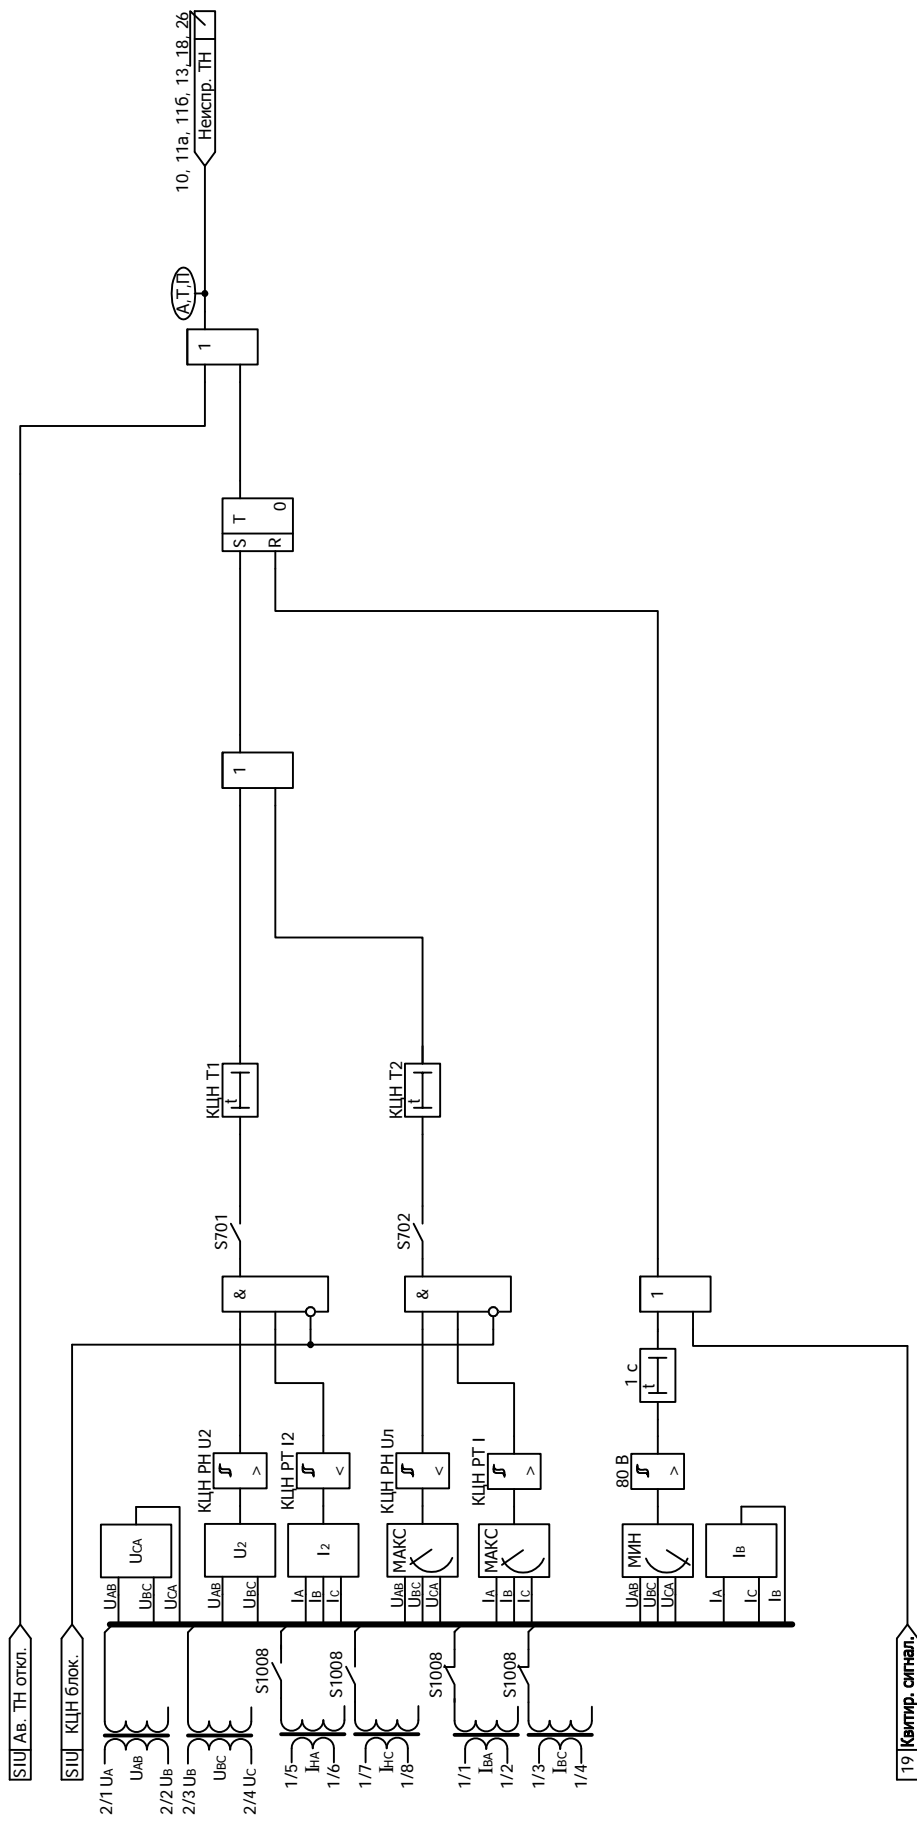 SIU Ав. ТН откл.
SIU КЦН блок.
2/1 UA
UAB
2/2 UB
2/3 UB
UBC
2/4 UC
1/5
IHA
1/6
1/7
IHC
1/8
1/1
IBA
1/2
1/3
IBC
1/4
S1008
S1008
S1008
S1008
UAB
UBC
UCA
UCA
UAB
UBC
U2
КЦН РН U2
>
IA
IB
IC
I2
КЦН РТ I2
<
UAB
UBC
UCA
МАКС
КЦН РН Uл
<
IA
IB
IC
МАКС
КЦН РТ I
>
UAB
UBC
UCA
МИН
80 В
>
IA
IC
IB
IB
1 с
t
1
&
&
S701
S702
КЦН Т1
t
КЦН Т2
t
1
S T
R 0
1
А,Т,П
10, 11а, 11б, 13, 18, 26
Неиспр. ТН
19 Квитир. сигнал.